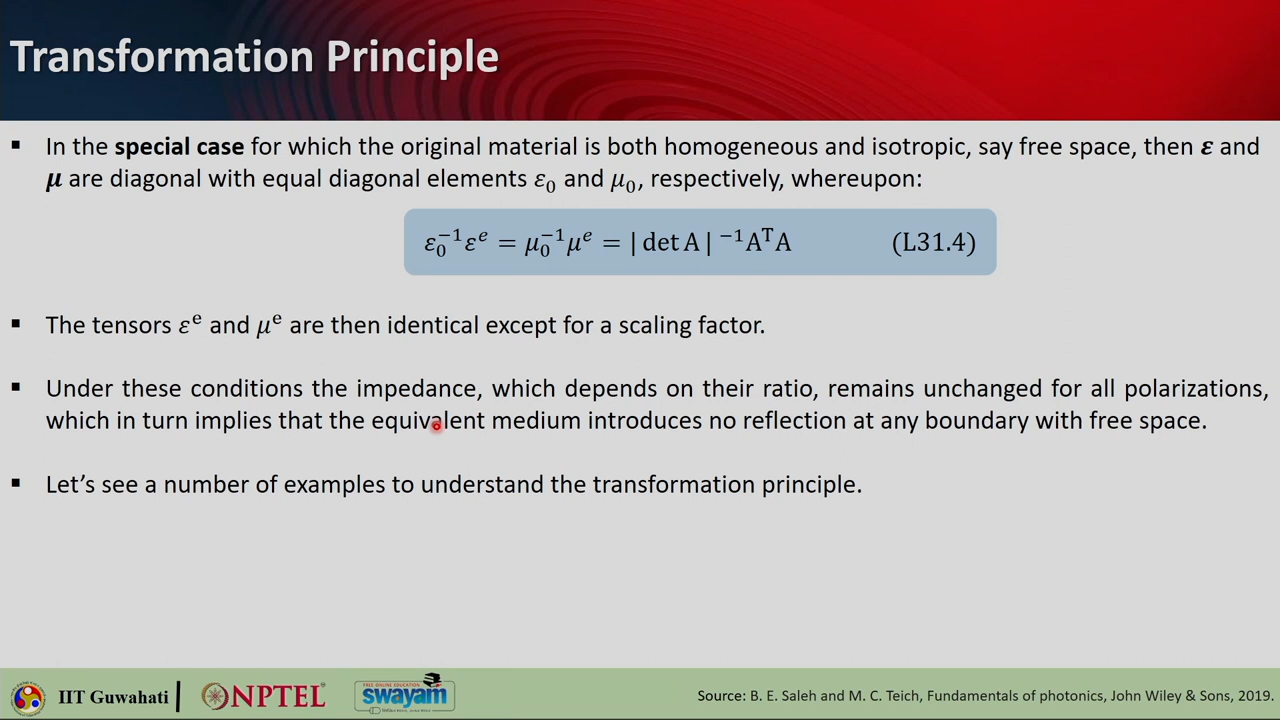 Transformation Principle
▪ In the special case for which the original material is both homogeneous and isotropic, say free space, then ε and
μ are diagonal with equal diagonal elements ε₀ and μ₀, respectively, whereupon:
ε₀⁻¹εᵉ = μ₀⁻¹μᵉ = | det A | ⁻¹AᵀA (L31.4)
▪ The tensors εᵉ and μᵉ are then identical except for a scaling factor.
▪ Under these conditions the impedance, which depends on their ratio, remains unchanged for all polarizations,
which in turn implies that the equivalent medium introduces no reflection at any boundary with free space.
▪ Let’s see a number of examples to understand the transformation principle.
IIT Guwahati | NPTEL FREE ONLINE EDUCATION swayam Source: B. E. Saleh and M. C. Teich, Fundamentals of photonics, John Wiley & Sons, 2019.